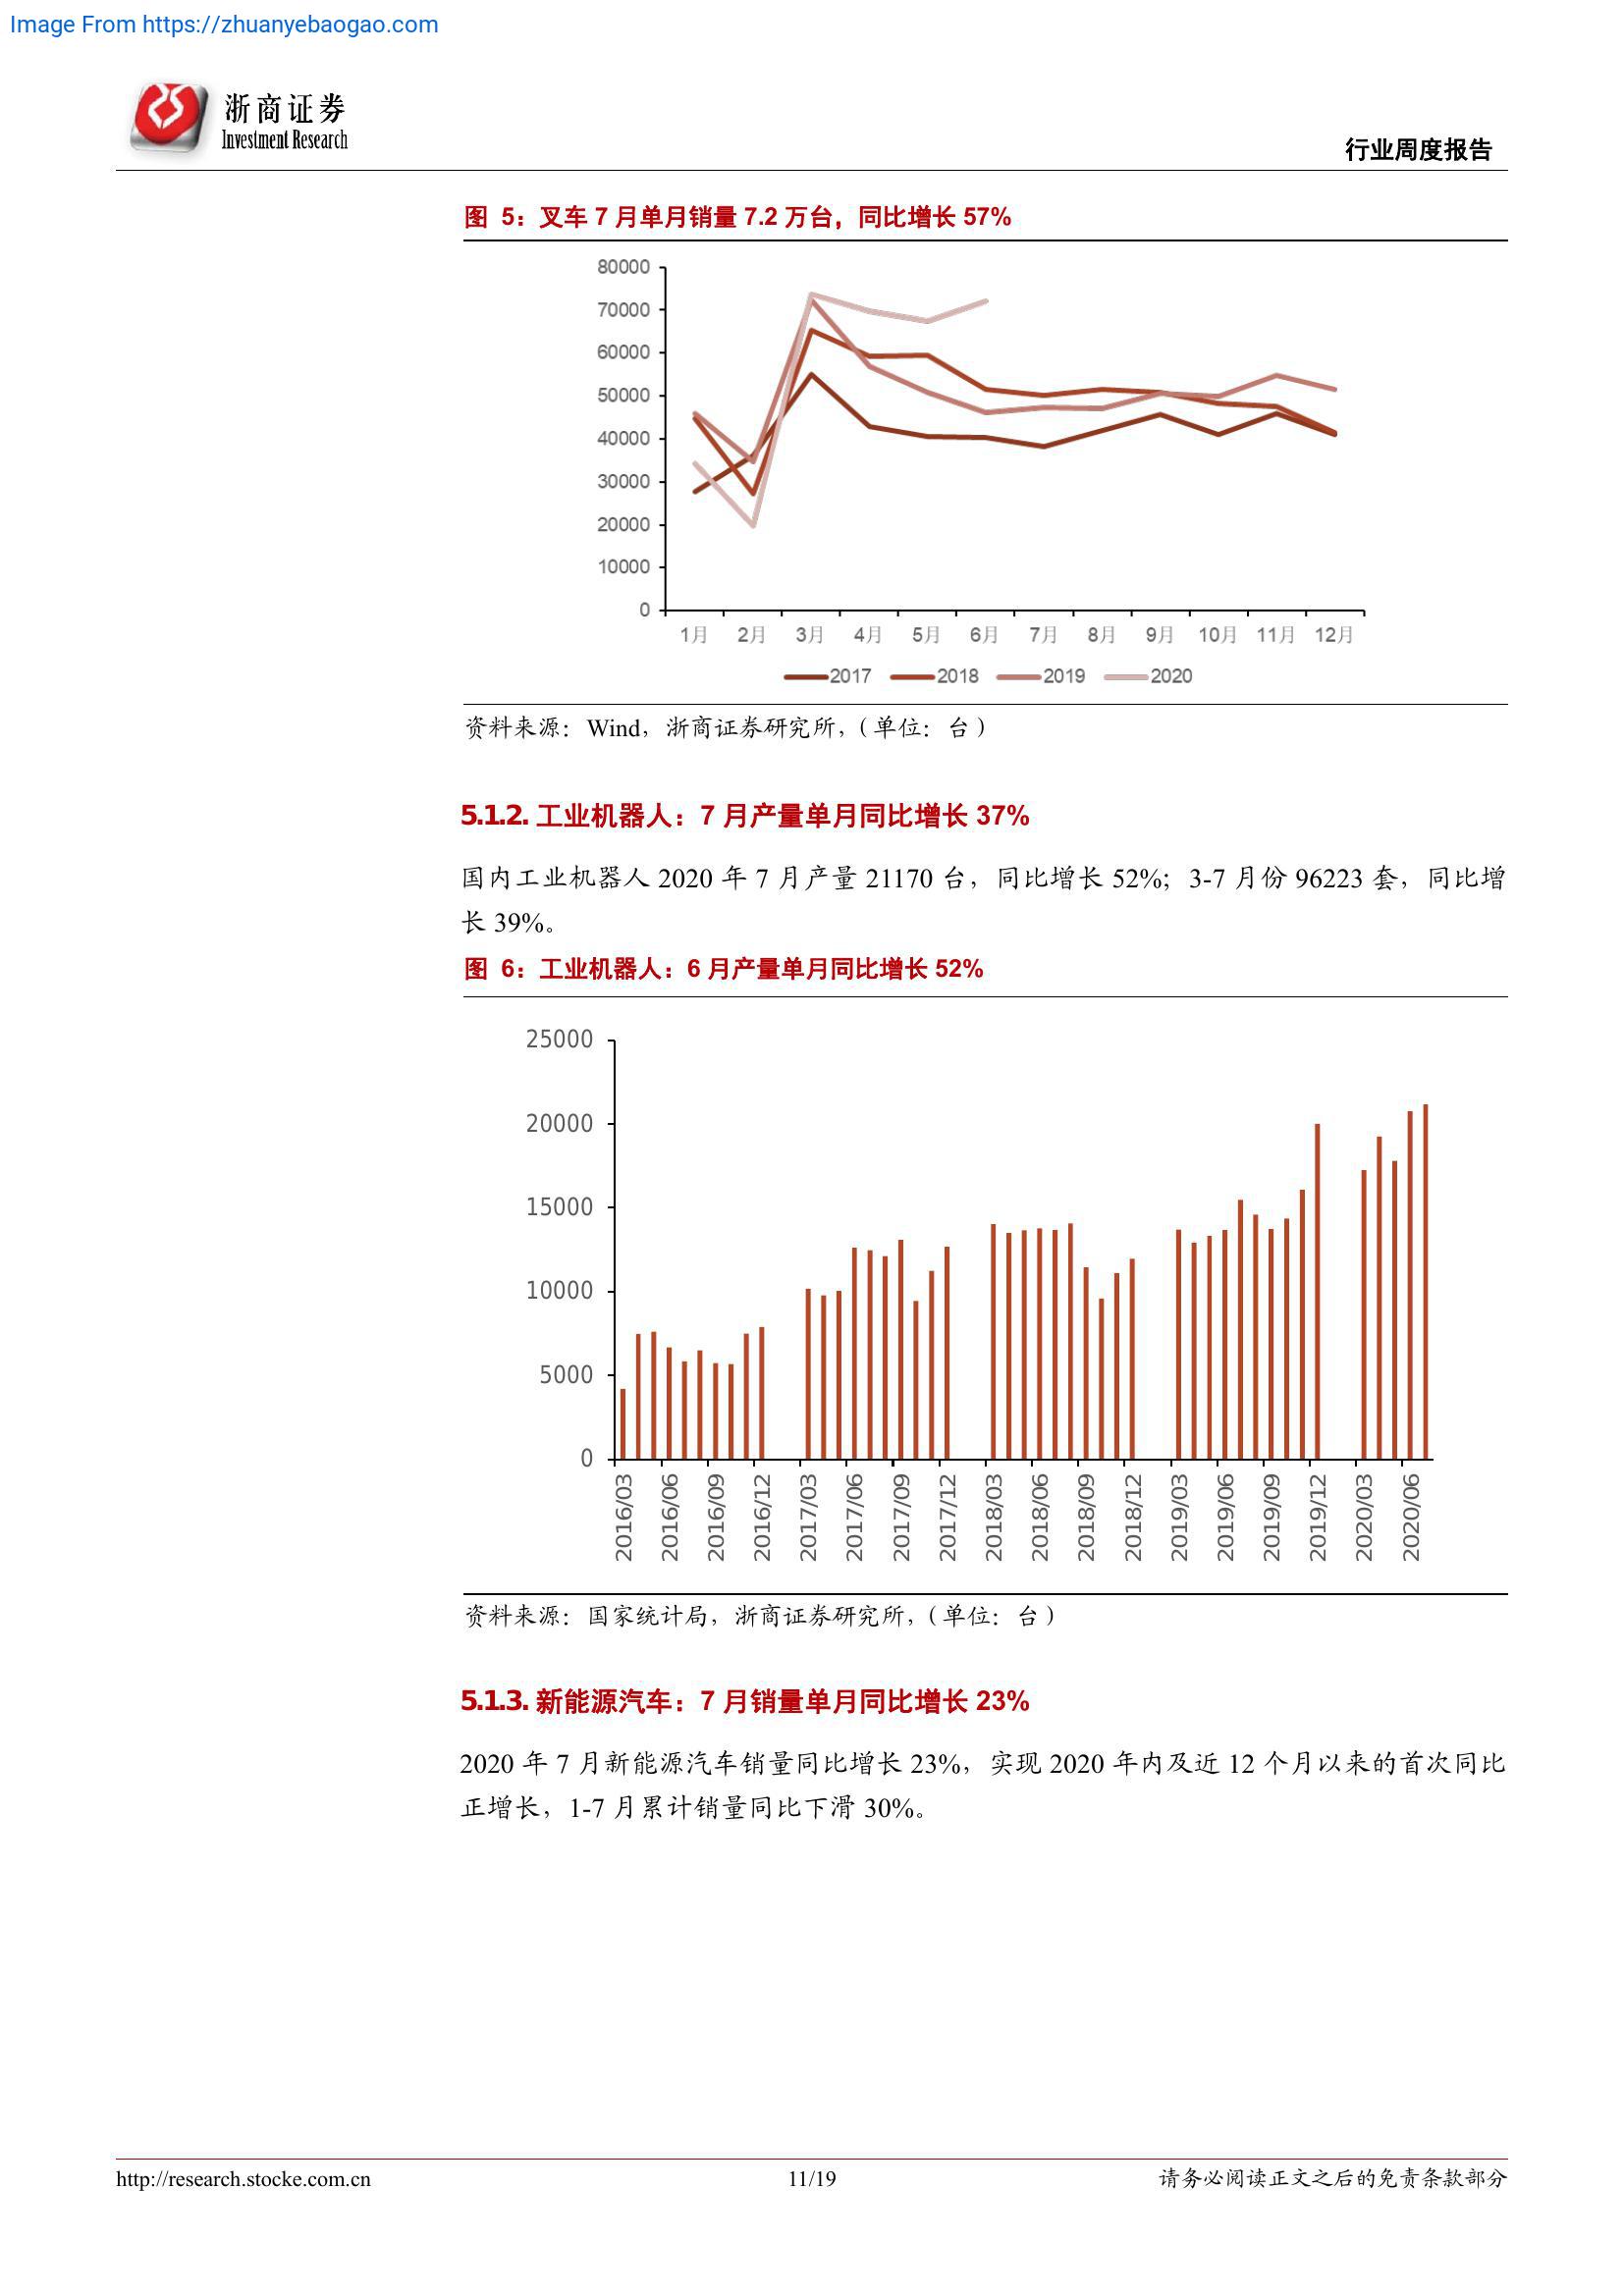 Image From https://zhuanyebaogao.com
浙商证券
Investment Research
行业周度报告
图 5：叉车 7 月单月销量 7.2 万台，同比增长 57%
80000
70000
60000
50000
40000
30000
20000
10000
0
1月 2月 3月 4月 5月 6月 7月 8月 9月 10月 11月 12月
2017 2018 2019 2020
资料来源：Wind，浙商证券研究所，（单位：台）
5.1.2. 工业机器人：7 月产量单月同比增长 37%
国内工业机器人 2020 年 7 月产量 21170 台，同比增长 52%；3-7 月份 96223 套，同比增
长 39%。
图 6：工业机器人：6 月产量单月同比增长 52%
25000
20000
15000
10000
5000
0
2016/03 2016/06 2016/09 2016/12 2017/03 2017/06 2017/09 2017/12 2018/03 2018/06 2018/09 2018/12 2019/03 2019/06 2019/09 2019/12 2020/03 2020/06
资料来源：国家统计局，浙商证券研究所，（单位：台）
5.1.3. 新能源汽车：7 月销量单月同比增长 23%
2020 年 7 月新能源汽车销量同比增长 23%，实现 2020 年内及近 12 个月以来的首次同比
正增长，1-7 月累计销量同比下滑 30%。
http://research.stocke.com.cn 11/19 请务必阅读正文之后的免责条款部分